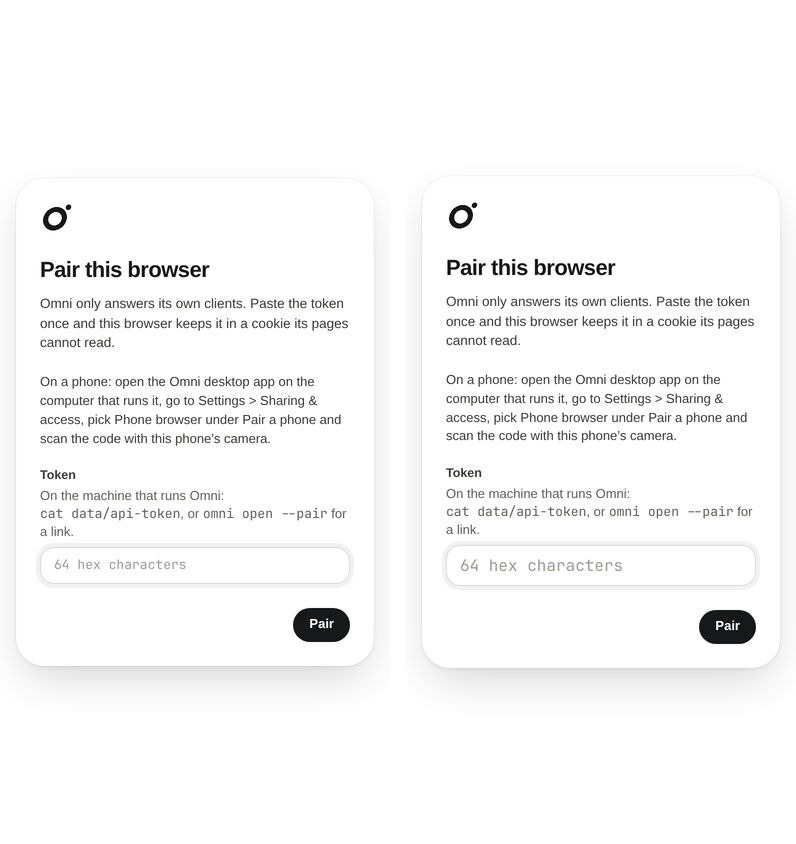 Pair this browser
Omni only answers its own clients. Paste the token
once and this browser keeps it in a cookie its pages
cannot read.
On a phone: open the Omni desktop app on the
computer that runs it, go to Settings > Sharing &
access, pick Phone browser under Pair a phone and
scan the code with this phone’s camera.
Token
On the machine that runs Omni:
cat data/api-token, or omni open --pair for
a link.
64 hex characters
Pair
Pair this browser
Omni only answers its own clients. Paste the token
once and this browser keeps it in a cookie its pages
cannot read.
On a phone: open the Omni desktop app on the
computer that runs it, go to Settings > Sharing &
access, pick Phone browser under Pair a phone and
scan the code with this phone’s camera.
Token
On the machine that runs Omni:
cat data/api-token, or omni open --pair for
a link.
64 hex characters
Pair